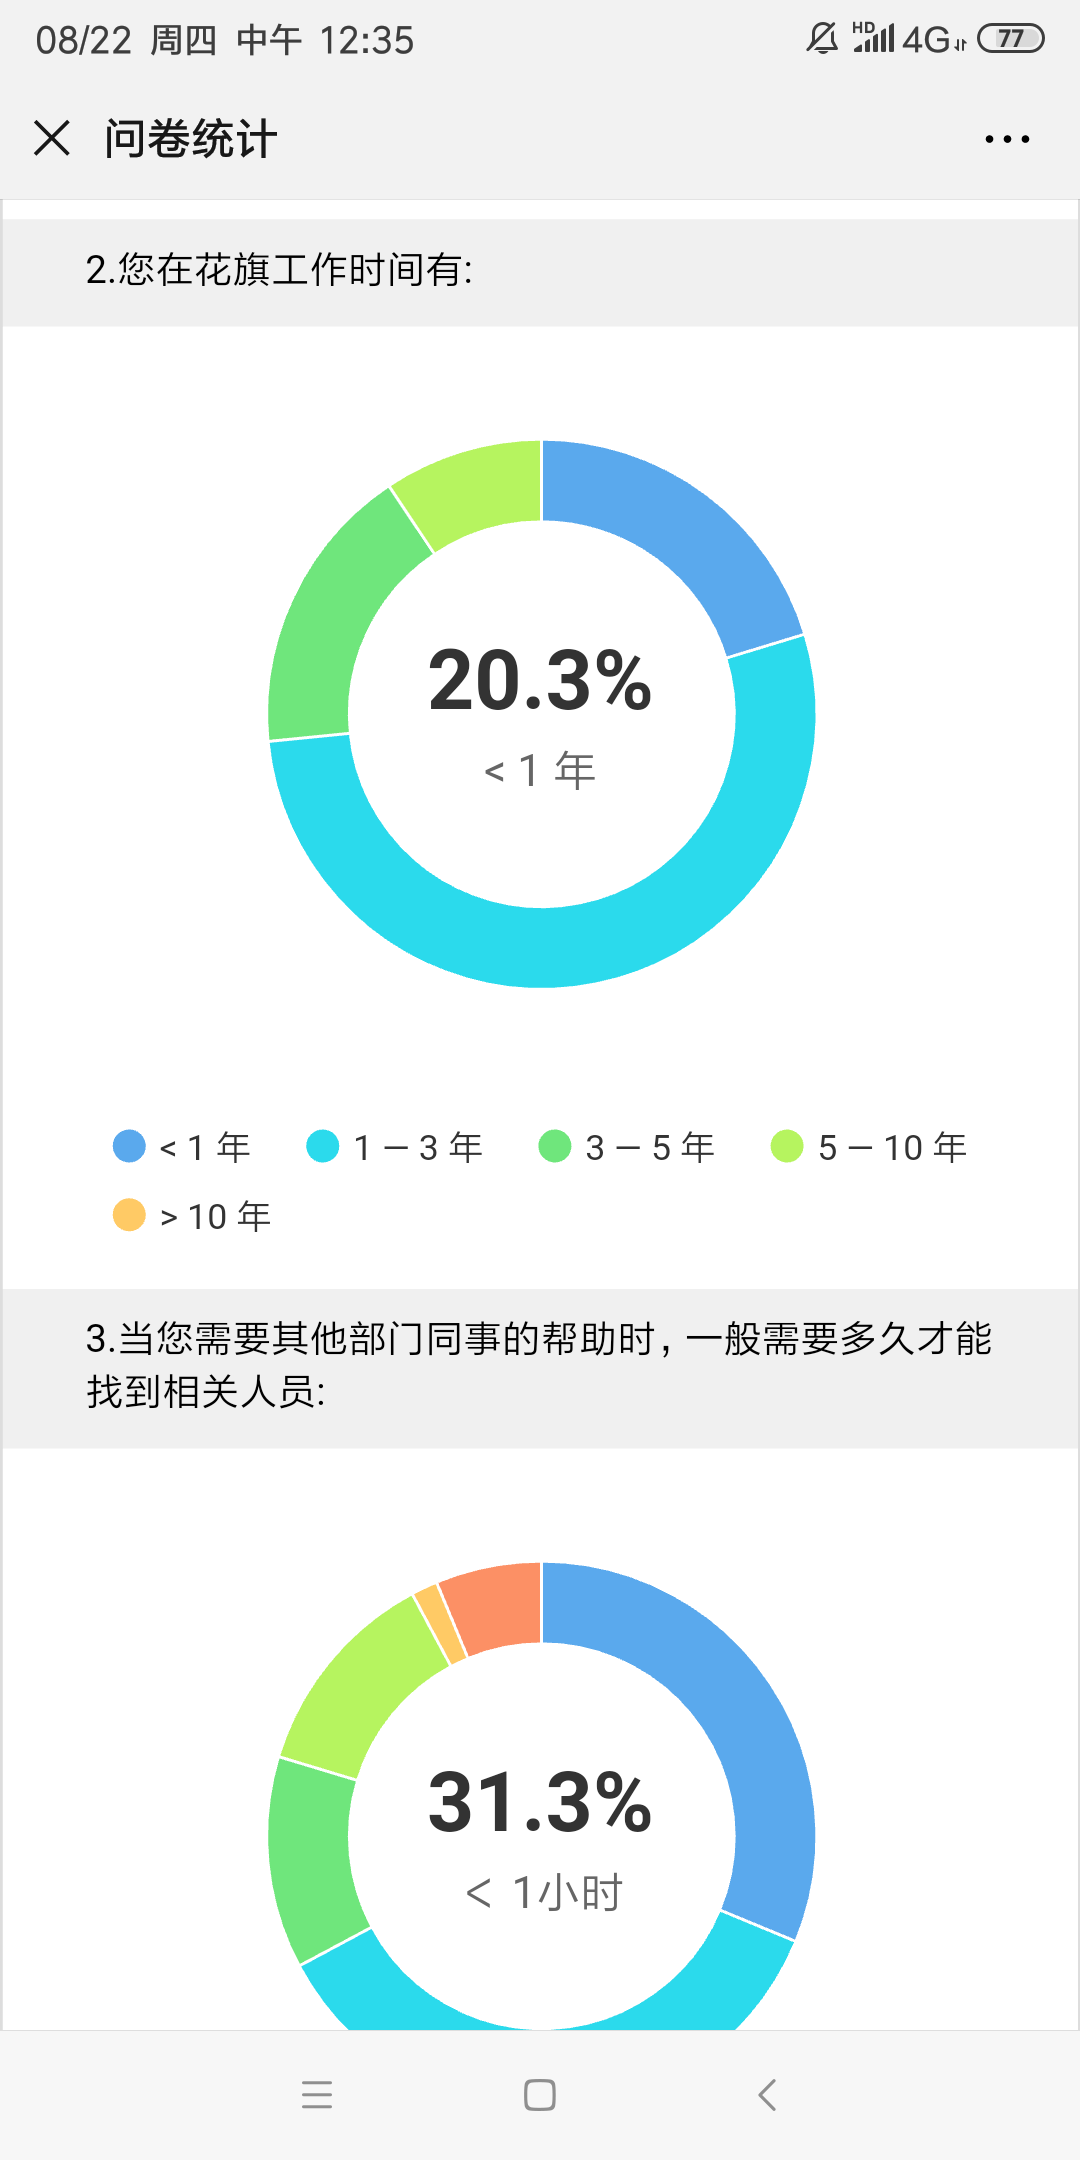 08/22 周四 中午 12:35
HD 4G 77
问卷统计
2.您在花旗工作时间有:
20.3%
< 1 年
< 1 年 1 – 3 年 3 – 5 年 5 – 10 年
> 10 年
3.当您需要其他部门同事的帮助时，一般需要多久才能
找到相关人员:
31.3%
< 1小时